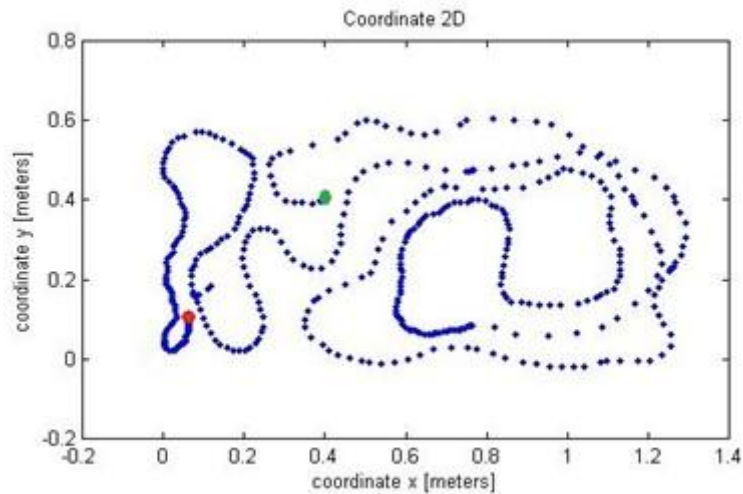 Coordinate 2D
0.8
0.6
0.4
0.2
0
-0.2
coordinate y [meters]
-0.2 0 0.2 0.4 0.6 0.8 1 1.2 1.4
coordinate x [meters]